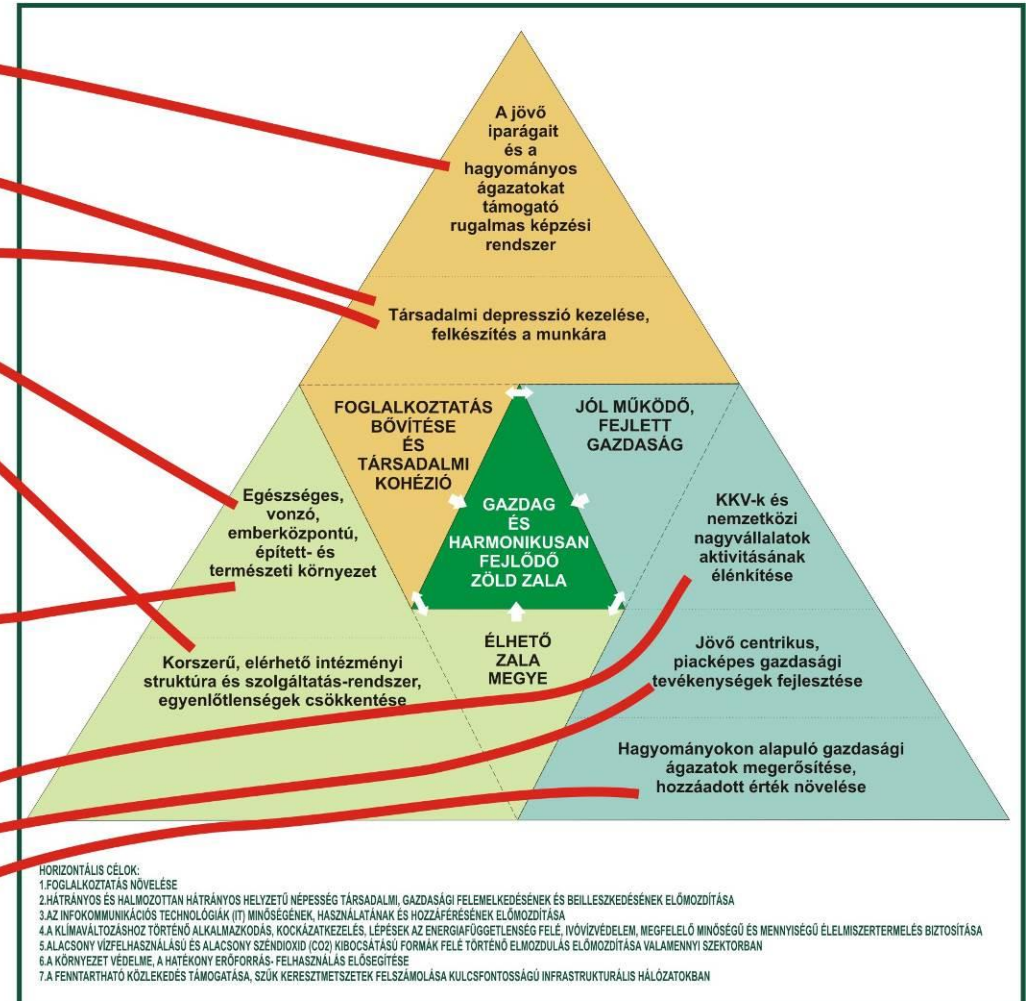 A jövő
iparágait
és a
hagyományos
ágazatokat
támogató
rugalmas képzési
rendszer
Társadalmi depresszió kezelése,
felkészítés a munkára
FOGLALKOZTATÁS
BŐVÍTÉSE
ÉS
TÁRSADALMI
KOHÉZIÓ
JÓL MŰKÖDŐ,
FEJLETT
GAZDASÁG
GAZDAG
ÉS
HARMONIKUSAN
FEJLŐDŐ
ZÖLD ZALA
Egészséges,
vonzó,
emberközpontú,
épített- és
természeti környezet
KKV-k és
nemzetközi
nagyvállalatok
aktivitásának
élénkítése
ÉLHETŐ
ZALA
MEGYE
Korszerű, elérhető intézményi
struktúra és szolgáltatás-rendszer,
egyenlőtlenségek csökkentése
Jövő centrikus,
piacképes gazdasági
tevékenységek fejlesztése
Hagyományokon alapuló gazdasági
ágazatok megerősítése,
hozzáadott érték növelése
HORIZONTÁLIS CÉLOK:
1.FOGLALKOZTATÁS NÖVELÉSE
2.HÁTRÁNYOS ÉS HALMOZOTTAN HÁTRÁNYOS HELYZETŰ NÉPESSÉG TÁRSADALMI, GAZDASÁGI FELEMELKEDÉSÉNEK ÉS BEILLESZKEDÉSÉNEK ELŐMOZDÍTÁSA
3.AZ INFOKOMMUNIKÁCIÓS TECHNOLÓGIÁK (IT) MINŐSÉGÉNEK, HASZNÁLATÁNAK ÉS HOZZÁFÉRÉSÉNEK ELŐMOZDÍTÁSA
4.A KLÍMAVÁLTOZÁSHOZ TÖRTÉNŐ ALKALMAZKODÁS, KOCKÁZATKEZELÉS, LÉPÉSEK AZ ENERGIAFÜGGETLENSÉG FELÉ, IVÓVÍZVÉDELEM, MEGFELELŐ MINŐSÉGŰ ÉS MENNYISÉGŰ ÉLELMISZERTERMELÉS BIZTOSÍTÁSA
5.ALACSONY VÍZFELHASZNÁLÁSÚ ÉS ALACSONY SZÉNDIOXID (CO2) KIBOCSÁTÁSÚ FORMÁK FELÉ TÖRTÉNŐ ELMOZDULÁS ELŐMOZDÍTÁSA VALAMENNYI SZEKTORBAN
6.A KÖRNYEZET VÉDELME, A HATÉKONY ERŐFORRÁS- FELHASZNÁLÁS ELŐSEGÍTÉSE
7.A FENNTARTHATÓ KÖZLEKEDÉS TÁMOGATÁSA, SZŰK KERESZTMETSZETEK FELSZÁMOLÁSA KULCSFONTOSSÁGÚ INFRASTRUKTURÁLIS HÁLÓZATOKBAN